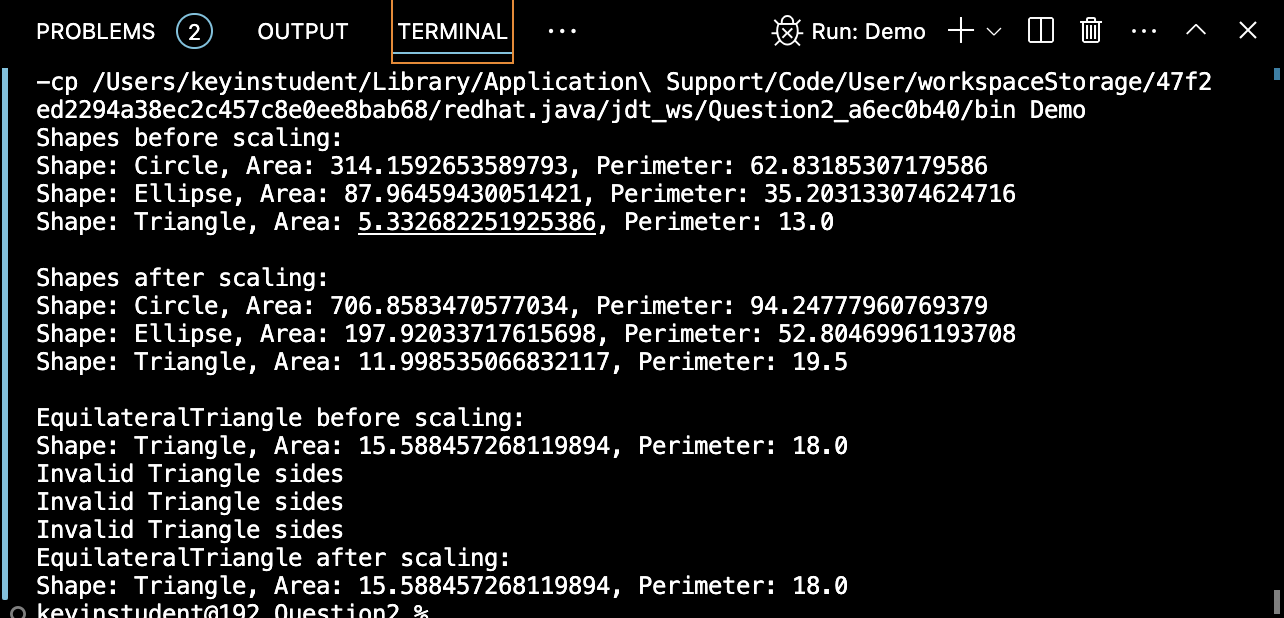 PROBLEMS 2 OUTPUT TERMINAL ··· Run: Demo ···
-cp /Users/keyinstudent/Library/Application\ Support/Code/User/workspaceStorage/47f2
ed2294a38ec2c457c8e0ee8bab68/redhat.java/jdt_ws/Question2_a6ec0b40/bin Demo
Shapes before scaling:
Shape: Circle, Area: 314.1592653589793, Perimeter: 62.83185307179586
Shape: Ellipse, Area: 87.96459430051421, Perimeter: 35.203133074624716
Shape: Triangle, Area: 5.332682251925386, Perimeter: 13.0
Shapes after scaling:
Shape: Circle, Area: 706.8583470577034, Perimeter: 94.24777960769379
Shape: Ellipse, Area: 197.92033717615698, Perimeter: 52.80469961193708
Shape: Triangle, Area: 11.998535066832117, Perimeter: 19.5
EquilateralTriangle before scaling:
Shape: Triangle, Area: 15.588457268119894, Perimeter: 18.0
Invalid Triangle sides
Invalid Triangle sides
Invalid Triangle sides
EquilateralTriangle after scaling:
Shape: Triangle, Area: 15.588457268119894, Perimeter: 18.0
keyinstudent@192 Question2 %